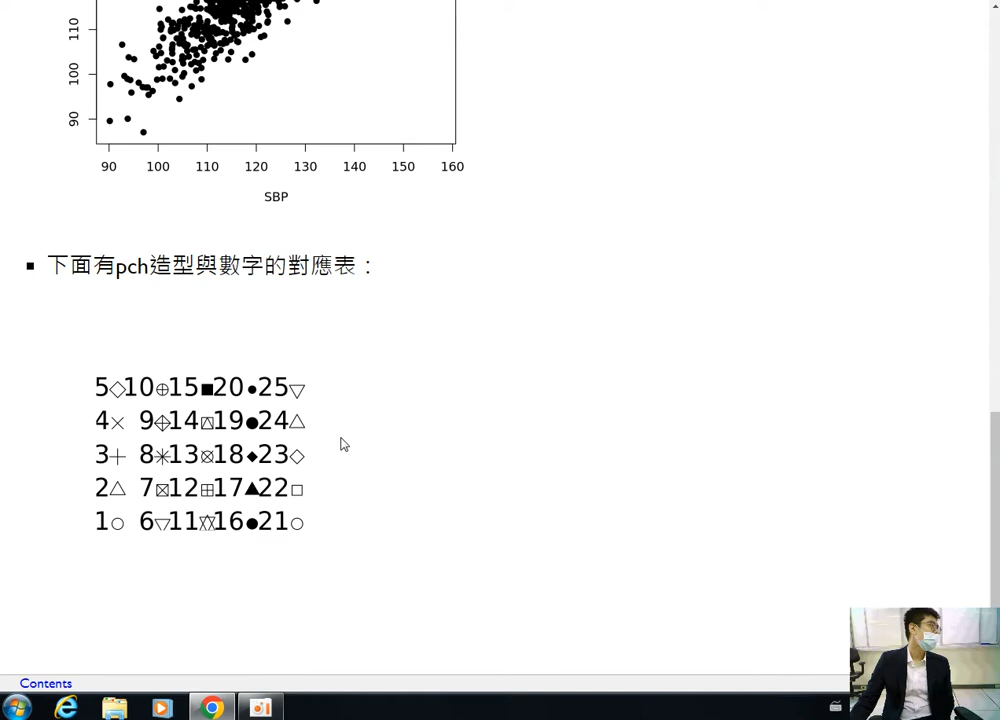 110
100
90
90 100 110 120 130 140 150 160
SBP
下面有pch造型與數字的對應表：
5◇10⊕15■20●25▽
4× 9 14 19●24△
3+ 8 13⊗18◆23◇
2△ 7⊠12⊞17▲22□
1○ 6▽11 16●21○
Contents